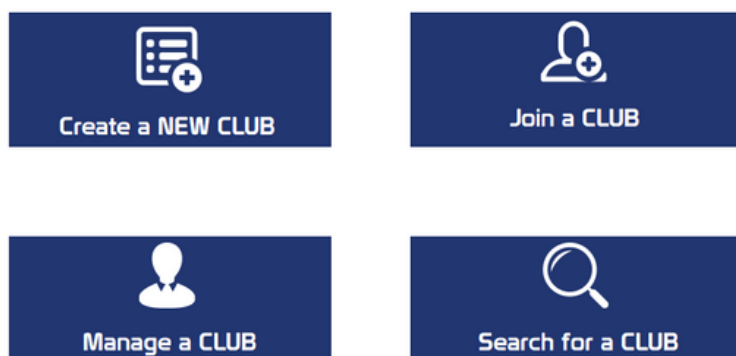 Create a NEW CLUB
Join a CLUB
Manage a CLUB
Search for a CLUB